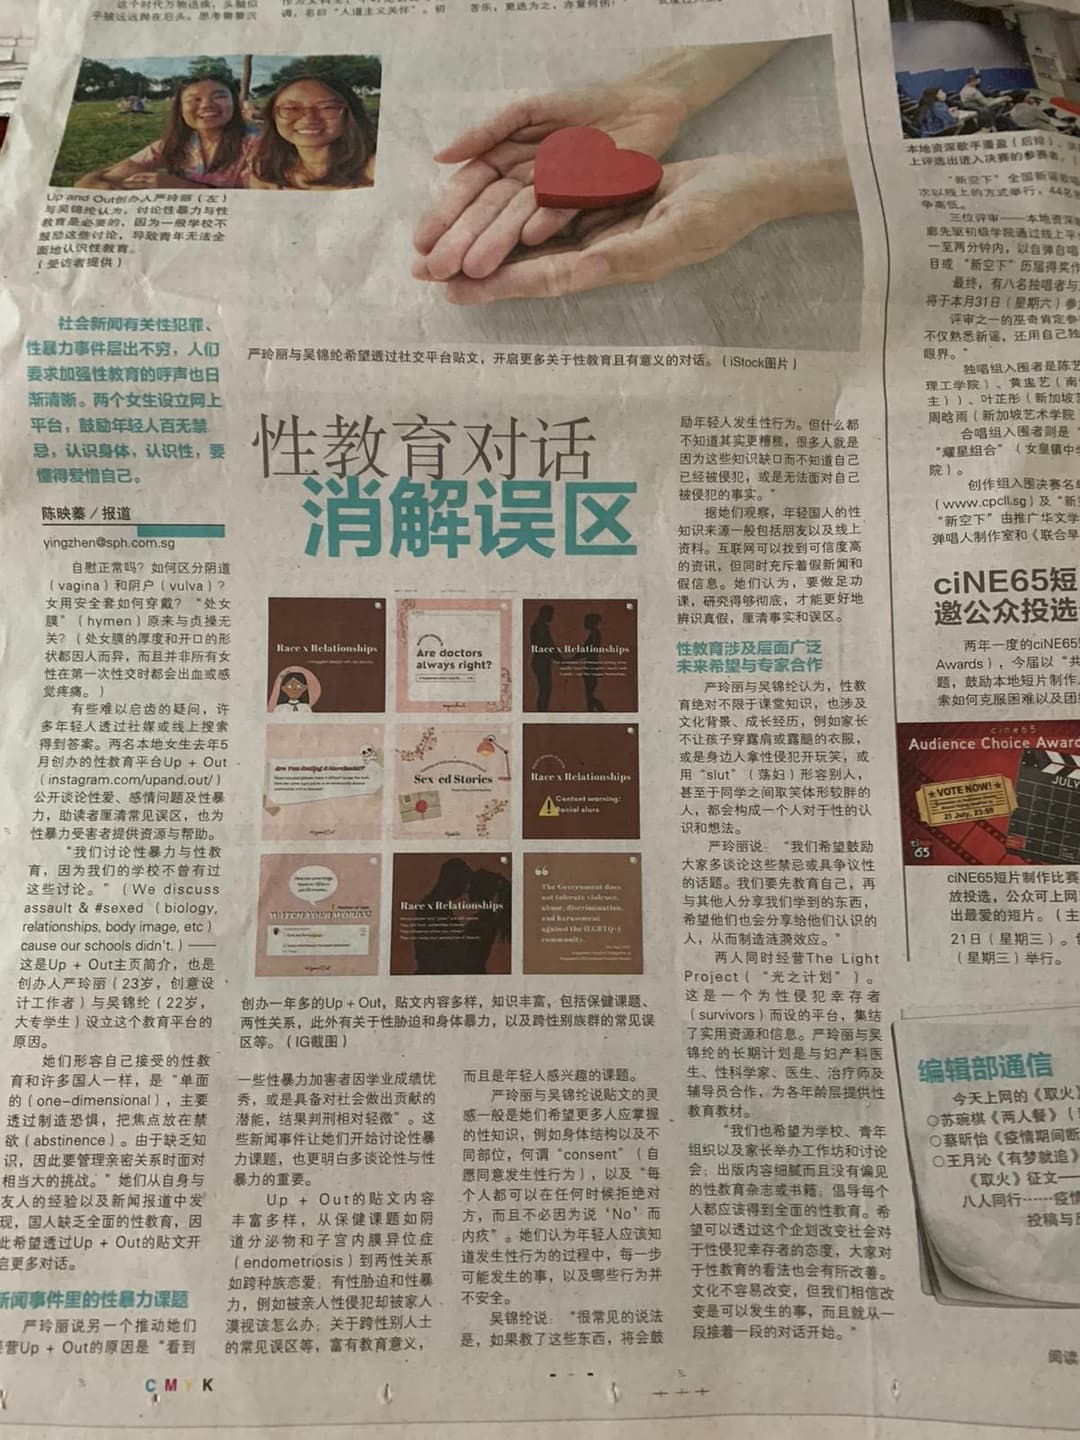 Up and Out创办人严玲丽（左）
与吴锦纶认为，讨论性暴力与性
教育是必要的，因为一般学校不
鼓励这些讨论，导致青年无法全
面地认识性教育。
（受访者提供）
严玲丽与吴锦纶希望透过社交平台贴文，开启更多关于性教育且有意义的对话。（iStock图片）
社会新闻有关性犯罪、
性暴力事件层出不穷，人们
要求加强性教育的呼声也日
渐清晰。两个女生设立网上
平台，鼓励年轻人百无禁
忌，认识身体，认识性，要
懂得爱惜自己。
性教育对话
消解误区
陈映蓁／报道
yingzhen@sph.com.sg
自慰正常吗？如何区分阴道
（vagina）和阴户（vulva）？
女用安全套如何穿戴？“处女
膜”（hymen）原来与贞操无
关？（处女膜的厚度和开口的形
状都因人而异，而且并非所有女
性在第一次性交时都会出血或感
觉疼痛。）
有些难以启齿的疑问，许
多年轻人透过社媒或线上搜索
得到答案。两名本地女生去年5
月创办的性教育平台Up + Out
（instagram.com/upand.out/）
公开谈论性爱、感情问题及性暴
力，助读者厘清常见误区，也为
性暴力受害者提供资源与帮助。
“我们讨论性暴力与性教
育，因为我们的学校不曾有过
这些讨论。”（We discuss
assault & #sexed (biology,
relationships, body image, etc)
cause our schools didn't.）——
这是Up + Out主页简介，也是
创办人严玲丽（23岁，创意设
计工作者）与吴锦纶（22岁，
大专学生）设立这个教育平台的
原因。
她们形容自己接受的性教
育和许多国人一样，是“单面
的（one-dimensional），主要
透过制造恐惧，把焦点放在禁
欲（abstinence）。由于缺乏知
识，因此要管理亲密关系时面对
相当大的挑战。”她们从自身与
友人的经验以及新闻报道中发
现，国人缺乏全面的性教育，因
此希望透过Up + Out的贴文开
启更多对话。
新闻事件里的性暴力课题
严玲丽说另一个推动她们
营Up + Out的原因是“看到
Race x Relationships
Are doctors
always right?
Race x Relationships
Sex-ed Stories
Race x Relationships
Content warning:
Racial slurs
WATCH YOUR WORDS!
Race x Relationships
The Government does
not tolerate violence,
abuse, discrimination,
and harassment
against the (LGBTQ+)
community.
创办一年多的Up + Out，贴文内容多样，知识丰富，包括保健课题、
两性关系，此外有关于性胁迫和身体暴力，以及跨性别族群的常见误
区等。（IG截图）
一些性暴力加害者因学业成绩优
秀，或是具备对社会做出贡献的
潜能，结果判刑相对轻微”。这
些新闻事件让她们开始讨论性暴
力课题，也更明白多谈论性与性
暴力的重要。
Up + Out的贴文内容
丰富多样，从保健课题如阴
道分泌物和子宫内膜异位症
（endometriosis）到两性关系
如跨种族恋爱；有性胁迫和性暴
力，例如被亲人性侵犯却被家人
漠视该怎么办；关于跨性别人士
的常见误区等，富有教育意义，
而且是年轻人感兴趣的课题。
严玲丽与吴锦纶说贴文的灵
感一般是她们希望更多人应掌握
的性知识，例如身体结构以及不
同部位，何谓“consent”（自
愿同意发生性行为），以及“每
个人都可以在任何时候拒绝对
方，而且不必因为说‘No’而
内疚”。她们认为年轻人应该知
道发生性行为的过程中，每一步
可能发生的事，以及哪些行为并
不安全。
吴锦纶说：“很常见的说法
是，如果教了这些东西，将会鼓
励年轻人发生性行为。但什么都
不知道其实更糟糕，很多人就是
因为这些知识缺口而不知道自己
已经被侵犯，或是无法面对自己
被侵犯的事实。”
据她们观察，年轻国人的性
知识来源一般包括朋友以及线上
资料。互联网可以找到可信度高
的资讯，但同时充斥着假新闻和
假信息。她们认为，要做足功
课，研究得够彻底，才能更好地
辨识真假，厘清事实和误区。
性教育涉及层面广泛
未来希望与专家合作
严玲丽与吴锦纶认为，性教
育绝对不限于课堂知识，也涉及
文化背景、成长经历，例如家长
不让孩子穿露肩或露腿的衣服，
或是身边人拿性侵犯开玩笑，或
用“slut”（荡妇）形容别人，
甚至于同学之间取笑体形较胖的
人，都会构成一个人对于性的认
识和想法。
严玲丽说：“我们希望鼓励
大家多谈论这些禁忌或具争议性
的话题。我们要先教育自己，再
与其他人分享我们学到的东西，
希望他们也会分享给他们认识的
人，从而制造涟漪效应。”
两人同时经营The Light
Project（“光之计划”）。
这是一个为性侵犯幸存者
（survivors）而设的平台，集结
了实用资源和信息。严玲丽与吴
锦纶的长期计划是与妇产科医
生、性科学家、医生、治疗师及
辅导员合作，为各年龄层提供性
教育教材。
“我们也希望为学校、青年
组织以及家长举办工作坊和讨论
会；出版内容细腻而且没有偏见
的性教育杂志或书籍；倡导每个
人都应该得到全面的性教育。希
望可以透过这个企划改变社会对
于性侵犯幸存者的态度，大家对
于性教育的看法也会有所改善。
文化不容易改变，但我们相信改
变是可以发生的事，而且就从一
段接着一段的对话开始。”
本地资深歌手潘盈（后排），
上评选出进入决赛的参赛者。
“新空下”全国新谣歌
次以线上的方式举行，44名
争高低。
三位评审——本地资深
廊先驱初级学院通过线上平
一至两分钟内，以自弹自唱
目或“新空下”历届得奖作
最终，有八名独唱者与
将于本月31日（星期六）参
评审之一的巫奇肯定参
不仅熟悉新谣，还用自己独
眼界。”
独唱组入围者是陈艺
理工学院）、黄盅艺（南
主））、叶芷彤（新加坡
周晗雨（新加坡艺术学院
合唱组入围者则是“
“耀星组合”（女皇镇中
院）。
创作组入围决赛名单
（www.cpcll.sg）及“新
“新空下”由推广华文学
弹唱人制作室和《联合早
ciNE65短
邀公众投选
两年一度的ciNE65
Awards），今届以“共
题，鼓励本地短片制作
索如何克服困难以及团
cine65
Audience Choice Awar
VOTE NOW!
21 July, 23:59
JULY
cine
65
ciNE65短片制作比赛
放投选，公众可上网
出最爱的短片。（主
21日（星期三）。
（星期三）举行。
编辑部通信
今天上网的《取火》
○苏琬棋《两人餐》（
○蔡昕怡《疫情期间断
○王月沁《有梦就追》
《取火》征文——
八人同行……疫情
投稿与
阅读
CMYK